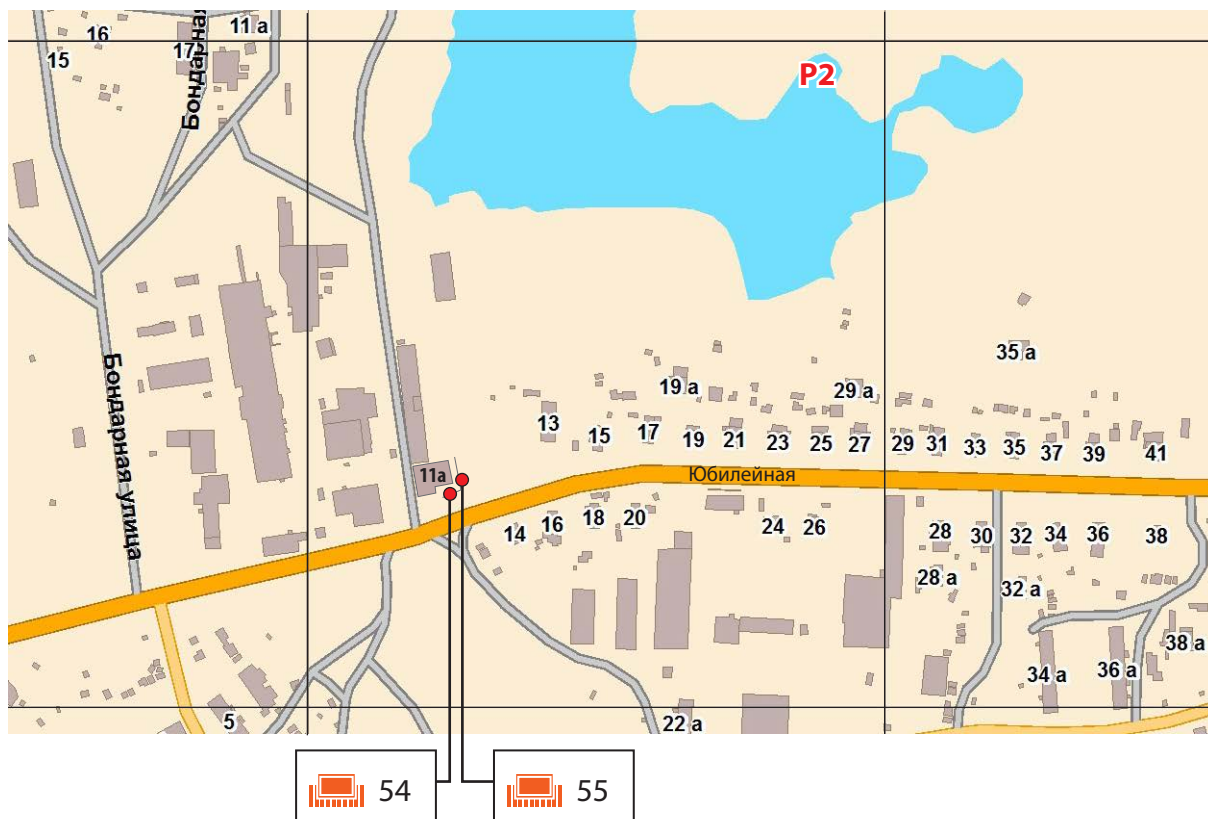 16
11 а
15
17
Бондарная
P2
35 а
19 а
29 а
13
15
17
19
21
23
25
27
29
31
33
35
37
39
41
Бондарная улица
11а
Юбилейная
14
16
18
20
24
26
28
30
32
34
36
38
28 а
32 а
38 а
34 а
36 а
5
22 а
54
55